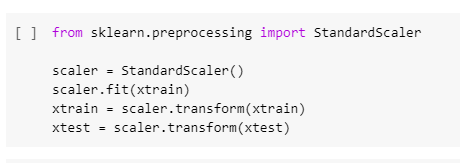 [ ] from sklearn.preprocessing import StandardScaler
scaler = StandardScaler()
scaler.fit(xtrain)
xtrain = scaler.transform(xtrain)
xtest = scaler.transform(xtest)